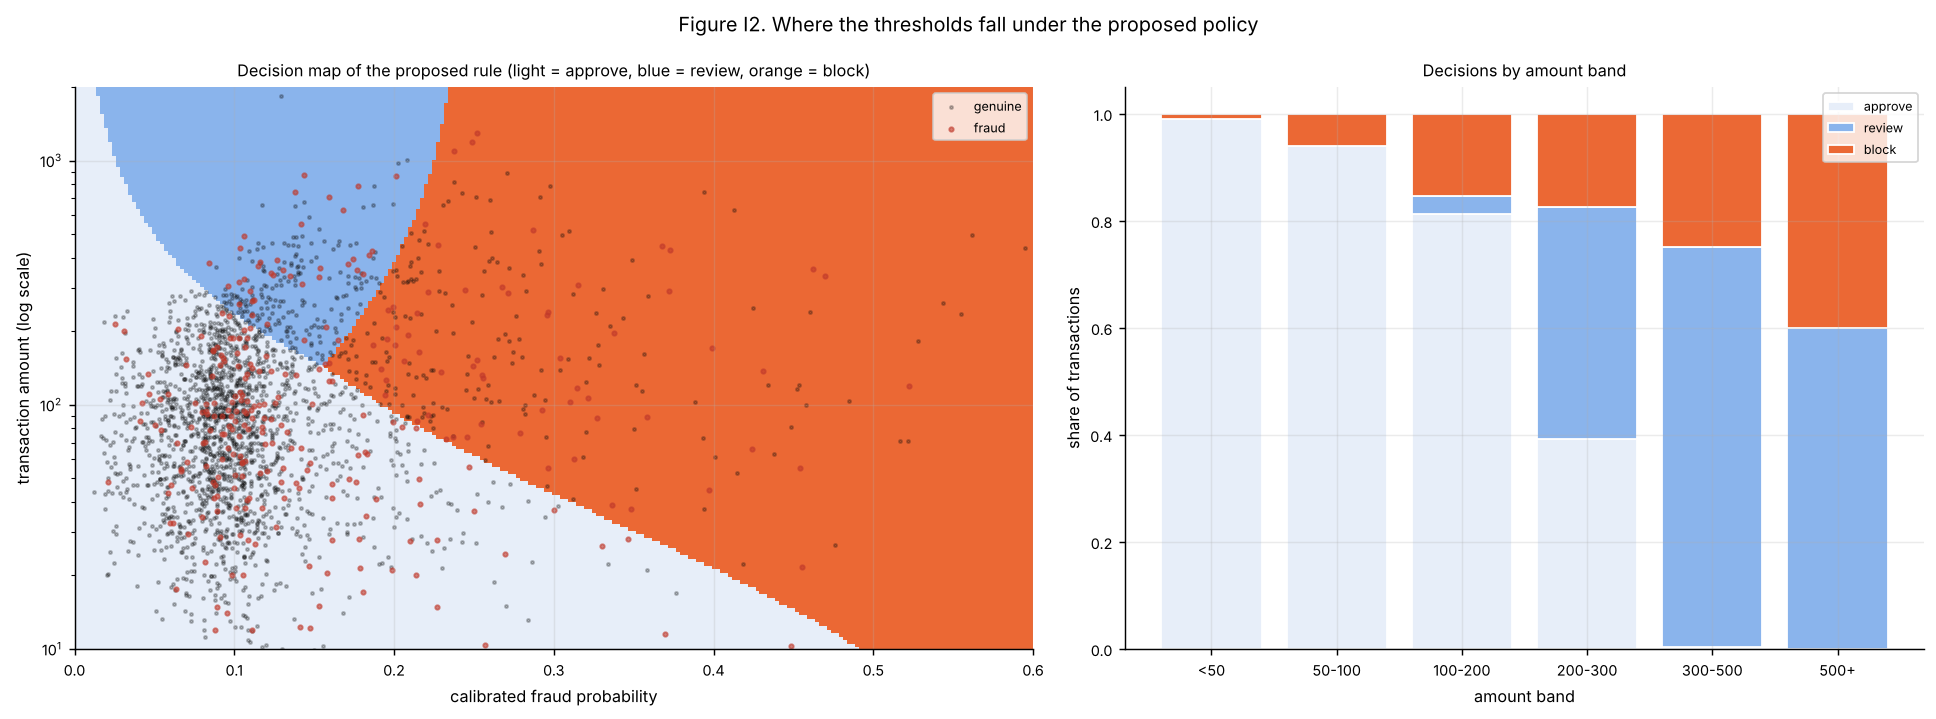 Figure I2. Where the thresholds fall under the proposed policy
Decision map of the proposed rule (light = approve, blue = review, orange = block)
genuine
fraud
transaction amount (log scale)
10³
10²
10¹
0.0 0.1 0.2 0.3 0.4 0.5 0.6
calibrated fraud probability
Decisions by amount band
approve
review
block
share of transactions
1.0
0.8
0.6
0.4
0.2
0.0
<50 50-100 100-200 200-300 300-500 500+
amount band